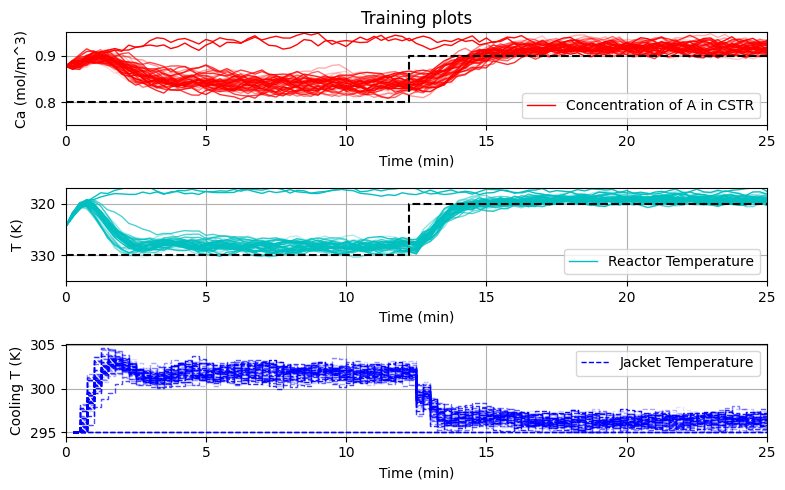 Training plots
Ca (mol/m^3)
0.9
0.8
Concentration of A in CSTR
0 5 10 15 20 25
Time (min)
T (K)
320
330
Reactor Temperature
0 5 10 15 20 25
Time (min)
Cooling T (K)
305
300
295
Jacket Temperature
0 5 10 15 20 25
Time (min)